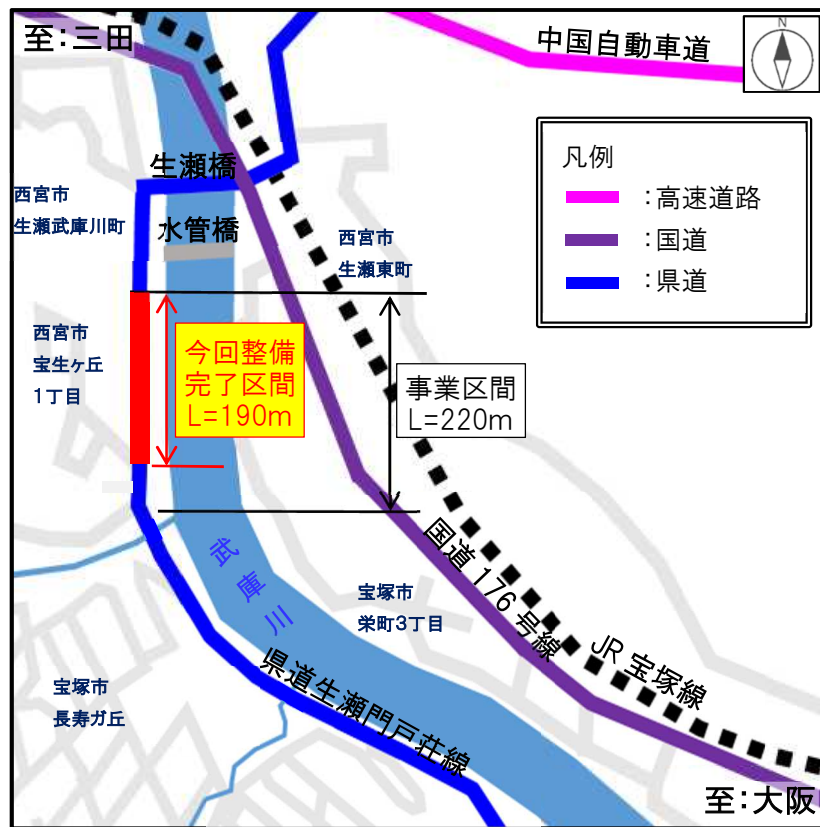 至:三田
中国自動車道
N
生瀬橋
凡例
:高速道路
:国道
:県道
西宮市
生瀬武庫川町
水管橋
西宮市
生瀬東町
西宮市
宝生ヶ丘
1丁目
今回整備
完了区間
L=190m
事業区間
L=220m
武庫川
国道176号線
宝塚市
栄町3丁目
JR宝塚線
県道生瀬門戸荘線
宝塚市
長寿ガ丘
至:大阪